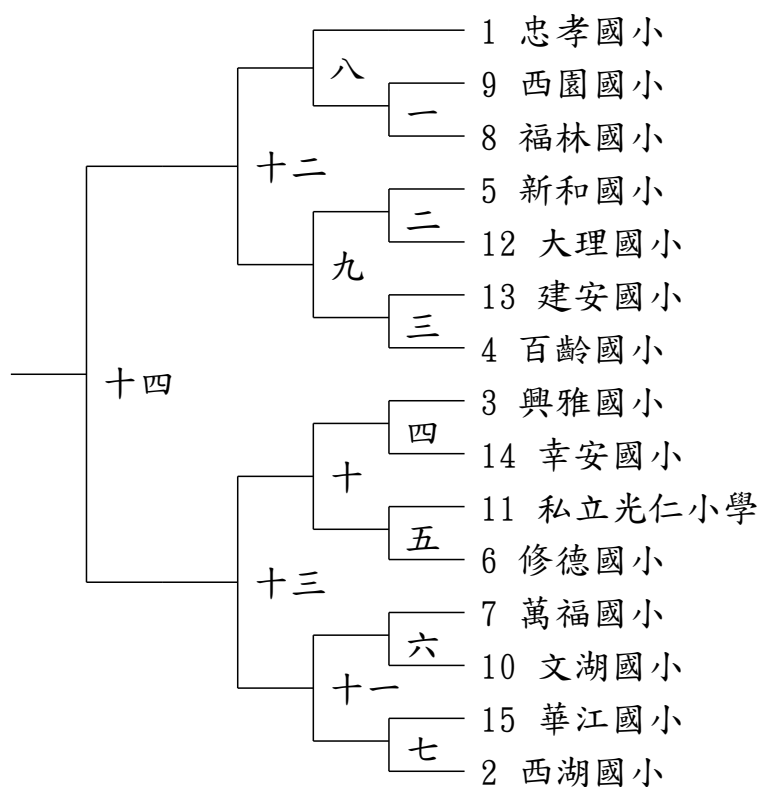 1 忠孝國小
八
9 西園國小
一
8 福林國小
十二
5 新和國小
二
12 大理國小
九
13 建安國小
三
4 百齡國小
十四
3 興雅國小
四
14 幸安國小
十
11 私立光仁小學
五
6 修德國小
十三
7 萬福國小
六
10 文湖國小
十一
15 華江國小
七
2 西湖國小